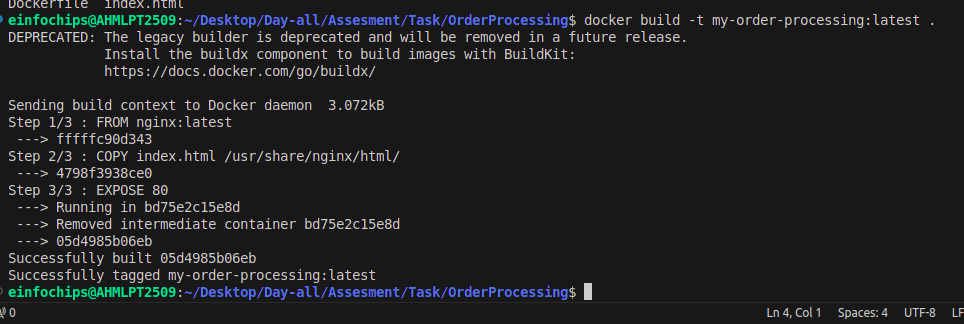 Dockerfile  index.html
einfochips@AHMLPT2509:~/Desktop/Day-all/Assesment/Task/OrderProcessing$ docker build -t my-order-processing:latest .
DEPRECATED: The legacy builder is deprecated and will be removed in a future release.
            Install the buildx component to build images with BuildKit:
            https://docs.docker.com/go/buildx/

Sending build context to Docker daemon  3.072kB
Step 1/3 : FROM nginx:latest
 ---> fffffc90d343
Step 2/3 : COPY index.html /usr/share/nginx/html/
 ---> 4798f3938ce0
Step 3/3 : EXPOSE 80
 ---> Running in bd75e2c15e8d
 ---> Removed intermediate container bd75e2c15e8d
 ---> 05d4985b06eb
Successfully built 05d4985b06eb
Successfully tagged my-order-processing:latest
einfochips@AHMLPT2509:~/Desktop/Day-all/Assesment/Task/OrderProcessing$
0 Ln 4, Col 1 Spaces: 4 UTF-8 LF